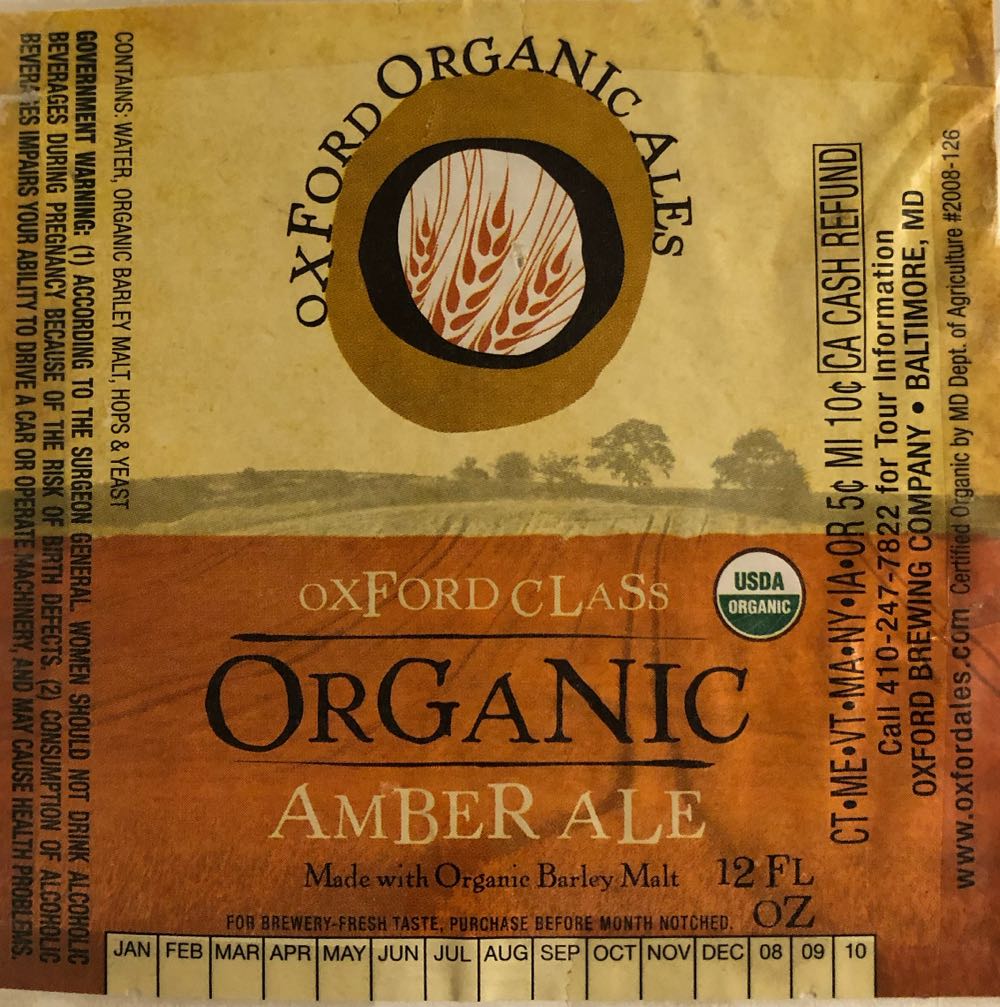 OXFORD ORGANIC ALES
OXFORD CLASS
USDA
ORGANIC
ORGANIC
AMBER ALE
Made with Organic Barley Malt
12 FL
OZ
FOR BREWERY-FRESH TASTE, PURCHASE BEFORE MONTH NOTCHED.
JAN FEB MAR APR MAY JUN JUL AUG SEP OCT NOV DEC 08 09 10
CONTAINS: WATER, ORGANIC BARLEY MALT, HOPS & YEAST
GOVERNMENT WARNING: (1) ACCORDING TO THE SURGEON GENERAL, WOMEN SHOULD NOT DRINK ALCOHOLIC
BEVERAGES DURING PREGNANCY BECAUSE OF THE RISK OF BIRTH DEFECTS. (2) CONSUMPTION OF ALCOHOLIC
BEVERAGES IMPAIRS YOUR ABILITY TO DRIVE A CAR OR OPERATE MACHINERY, AND MAY CAUSE HEALTH PROBLEMS.
CT•ME•VT•MA•NY•IA•OR 5¢ MI 10¢ CA CASH REFUND
Call 410-247-7822 for Tour Information
OXFORD BREWING COMPANY • BALTIMORE, MD
www.oxfordales.com Certified Organic by MD Dept. of Agriculture #2008-126